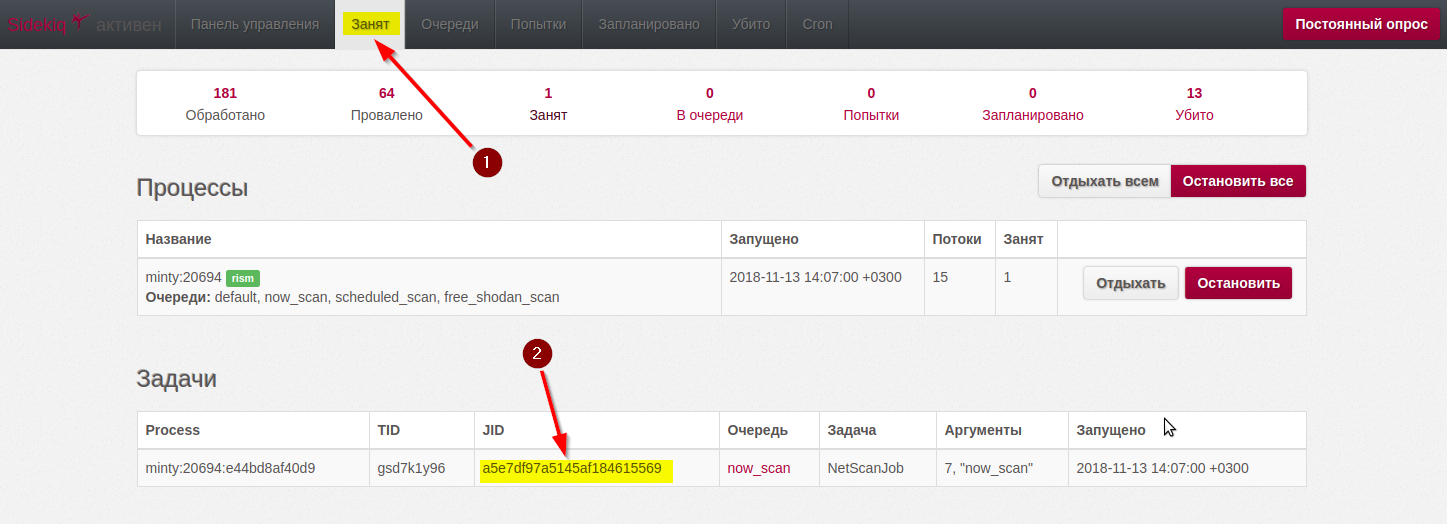 Sidekiq активен Панель управления Занят Очереди Попытки Запланировано Убито Cron Постоянный опрос
181 64 1 0 0 0 13
Обработано Провалено Занят В очереди Попытки Запланировано Убито
1
Процессы Отдыхать всем Остановить все
Название Запущено Потоки Занят
minty:20694 rism 2018-11-13 14:07:00 +0300 15 1 Отдыхать Остановить
Очереди: default, now_scan, scheduled_scan, free_shodan_scan
2
Задачи
Process TID JID Очередь Задача Аргументы Запущено
minty:20694:e44bd8af40d9 gsd7k1y96 a5e7df97a5145af184615569 now_scan NetScanJob 7, "now_scan" 2018-11-13 14:07:00 +0300